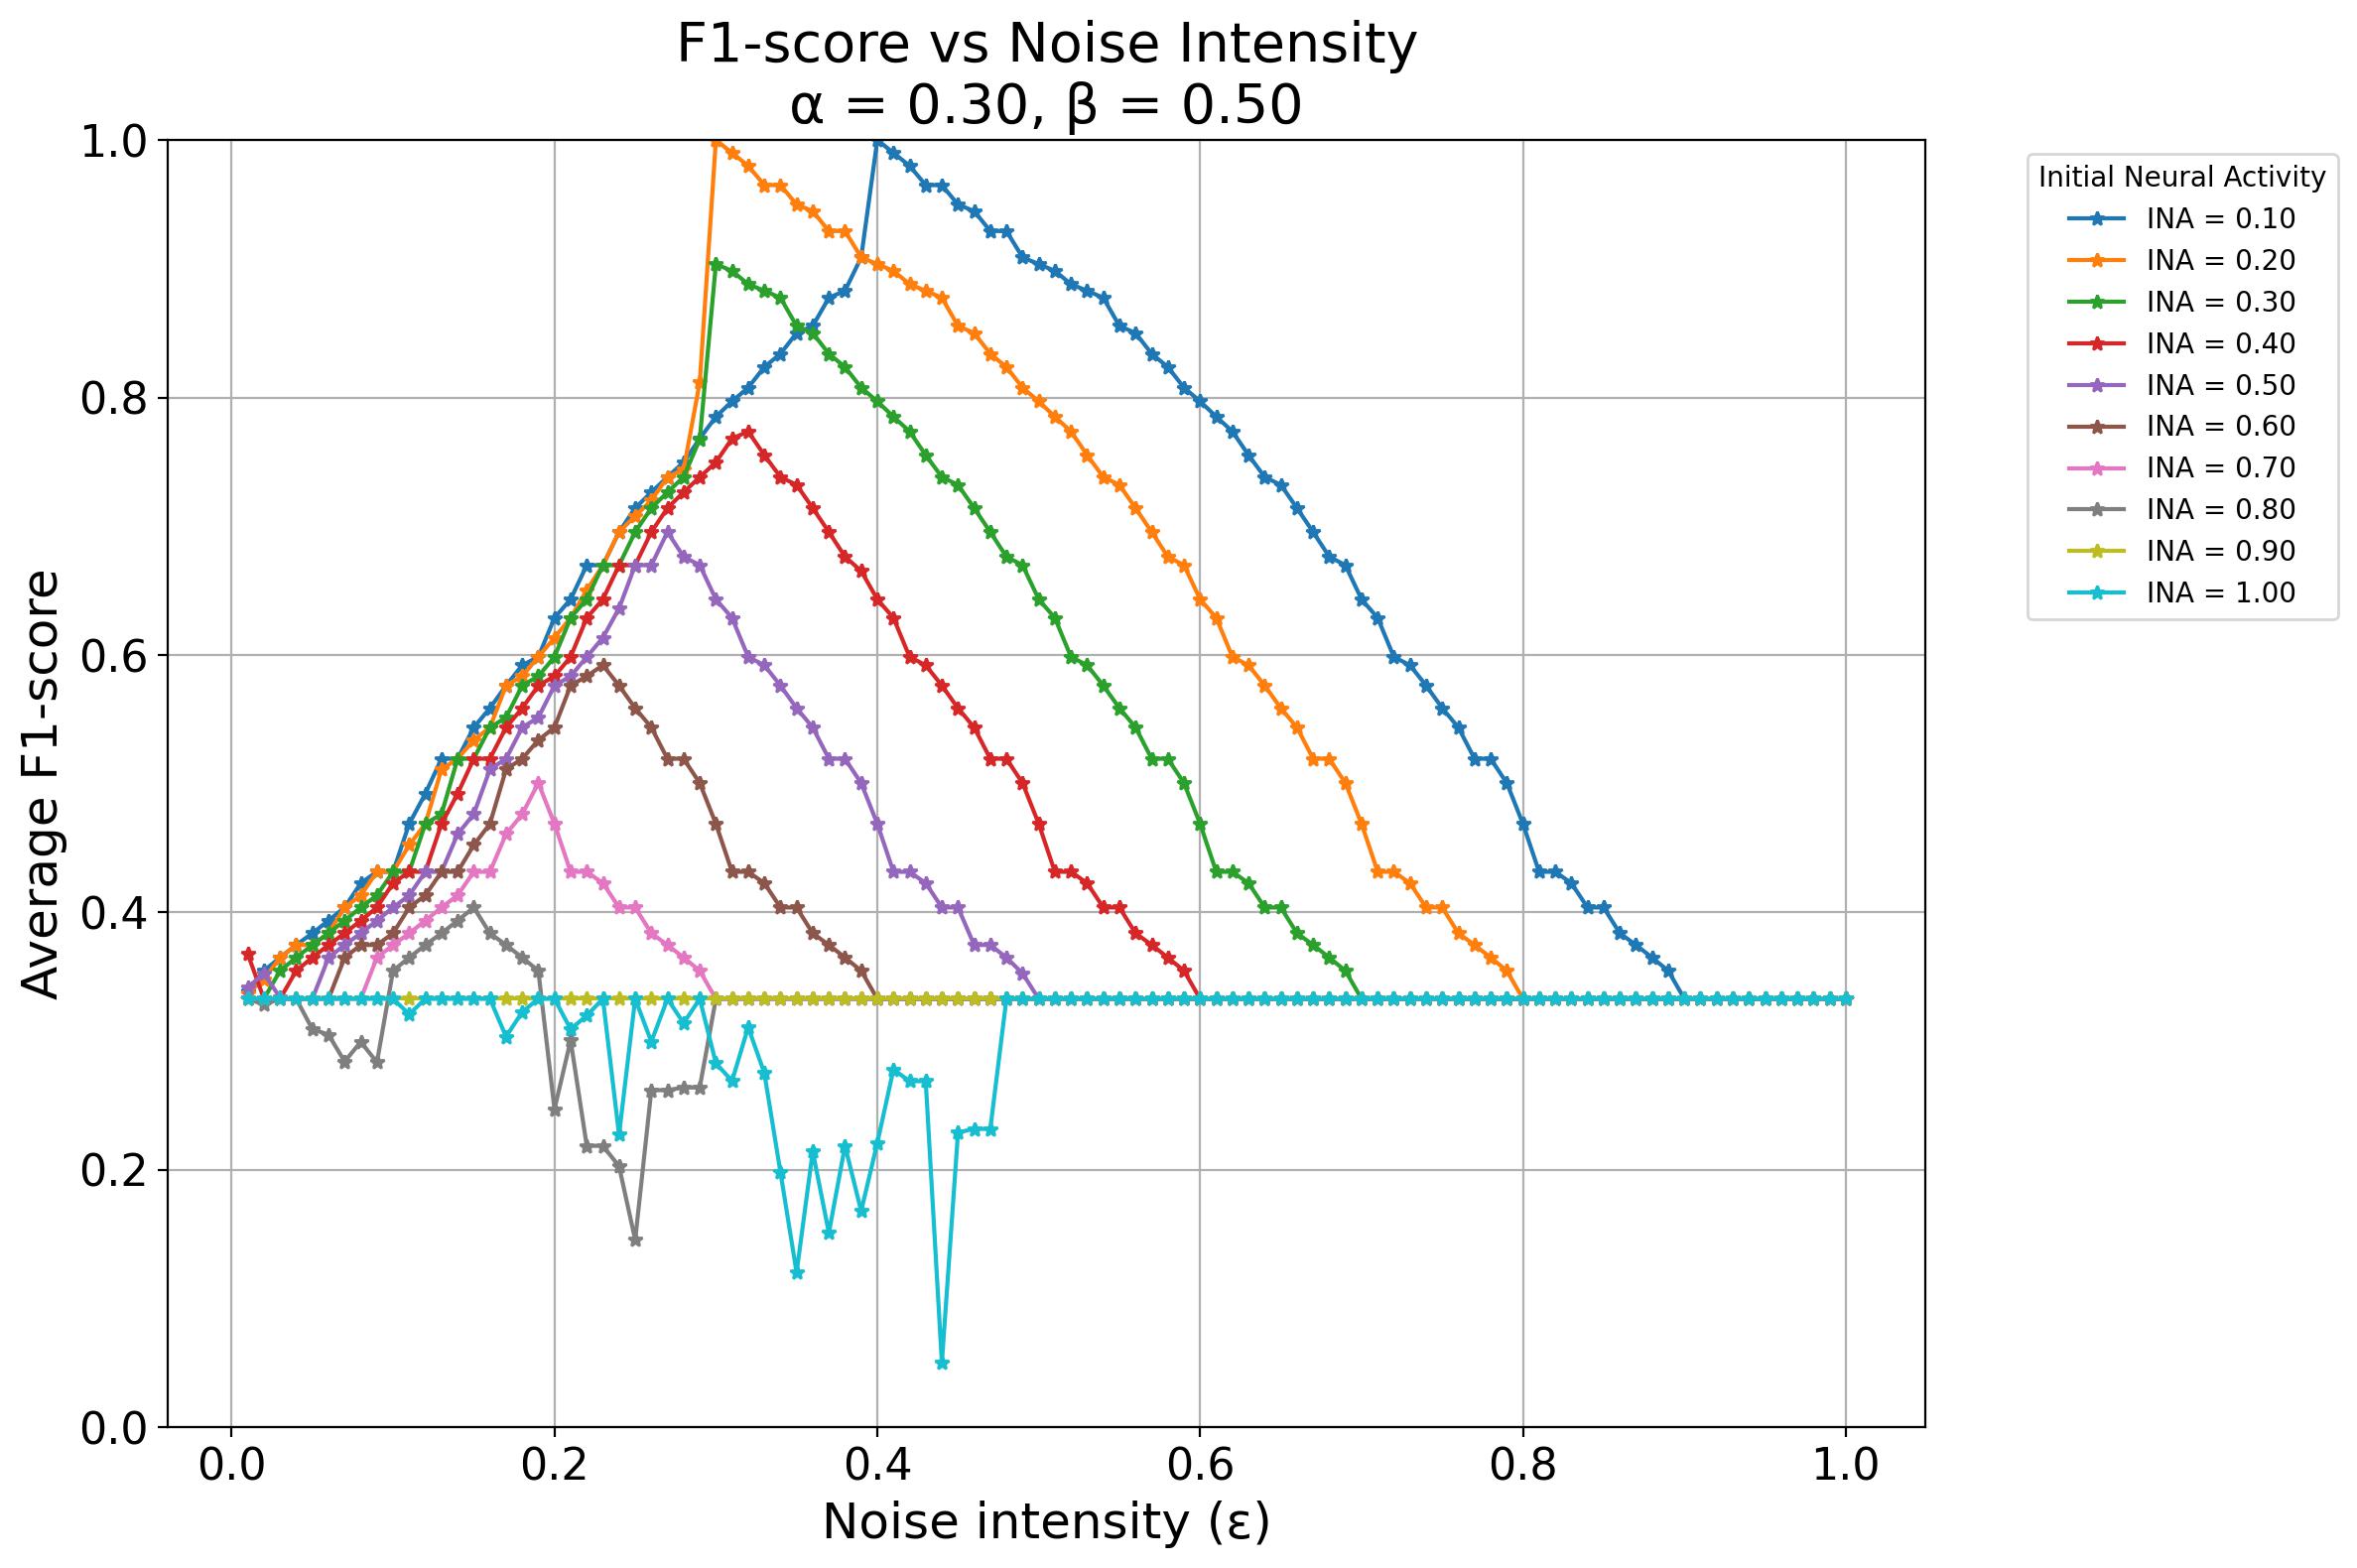 F1-score vs Noise Intensity
α = 0.30, β = 0.50
Average F1-score
1.0
0.8
0.6
0.4
0.2
0.0
0.0 0.2 0.4 0.6 0.8 1.0
Noise intensity (ε)
Initial Neural Activity
INA = 0.10
INA = 0.20
INA = 0.30
INA = 0.40
INA = 0.50
INA = 0.60
INA = 0.70
INA = 0.80
INA = 0.90
INA = 1.00